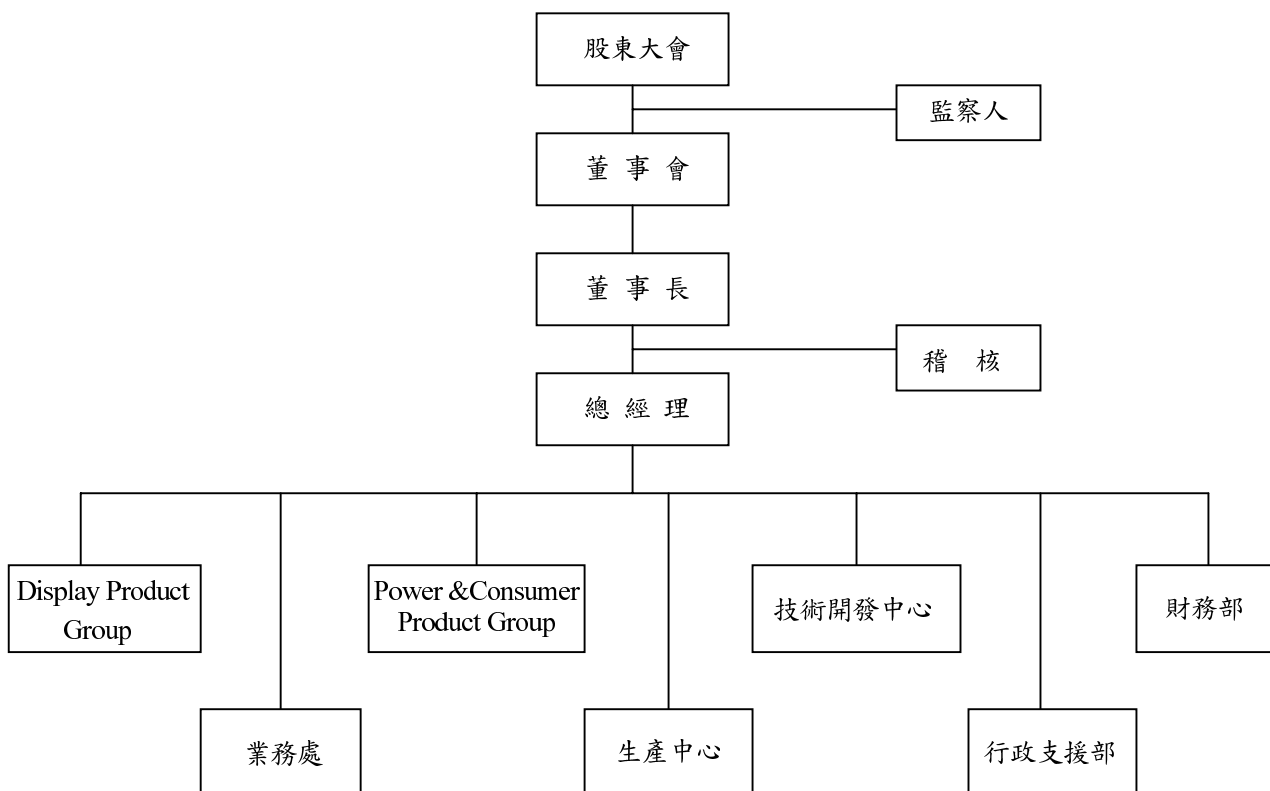 股東大會
監察人
董事會
董事長
稽核
總經理
Display Product
Group
Power &Consumer
Product Group
技術開發中心
財務部
業務處
生產中心
行政支援部